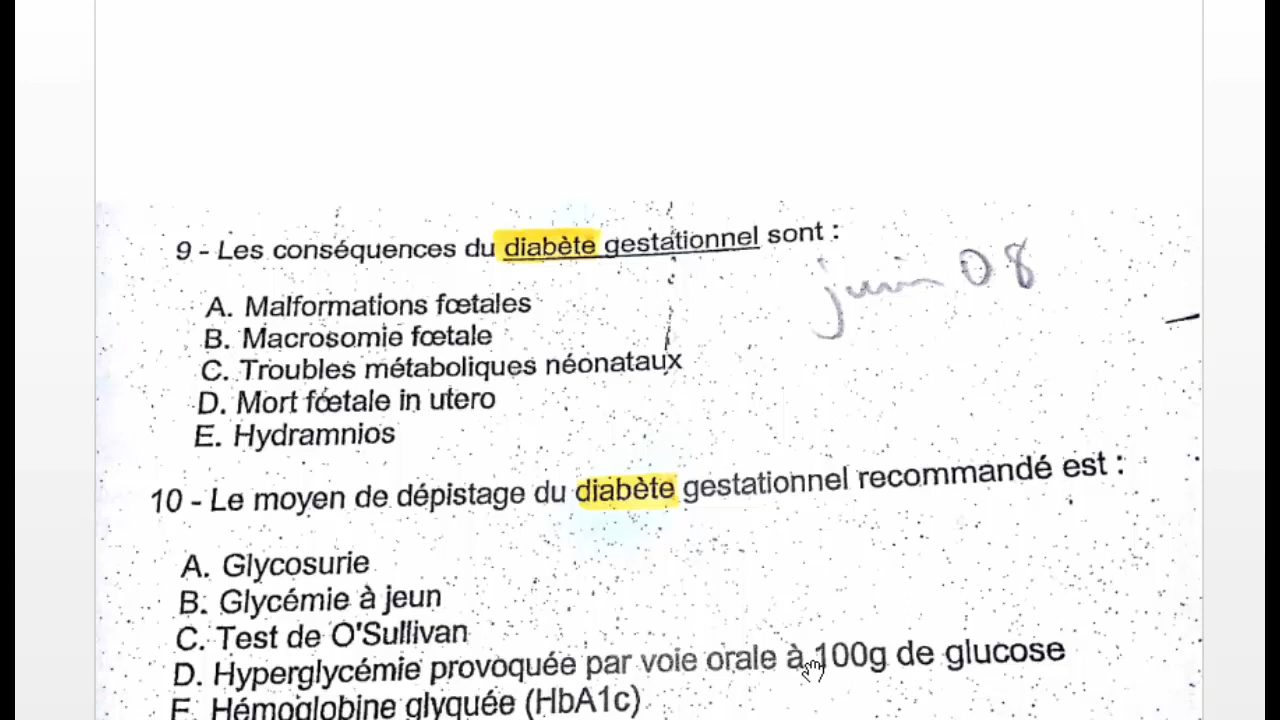 9 - Les conséquences du diabète gestationnel sont :
juin 08
A. Malformations fœtales
B. Macrosomie fœtale
C. Troubles métaboliques néonataux
D. Mort fœtale in utero
E. Hydramnios
10 - Le moyen de dépistage du diabète gestationnel recommandé est :
A. Glycosurie
B. Glycémie à jeun
C. Test de O'Sullivan
D. Hyperglycémie provoquée par voie orale à 100g de glucose
E. Hémoglobine glyquée (HbA1c)